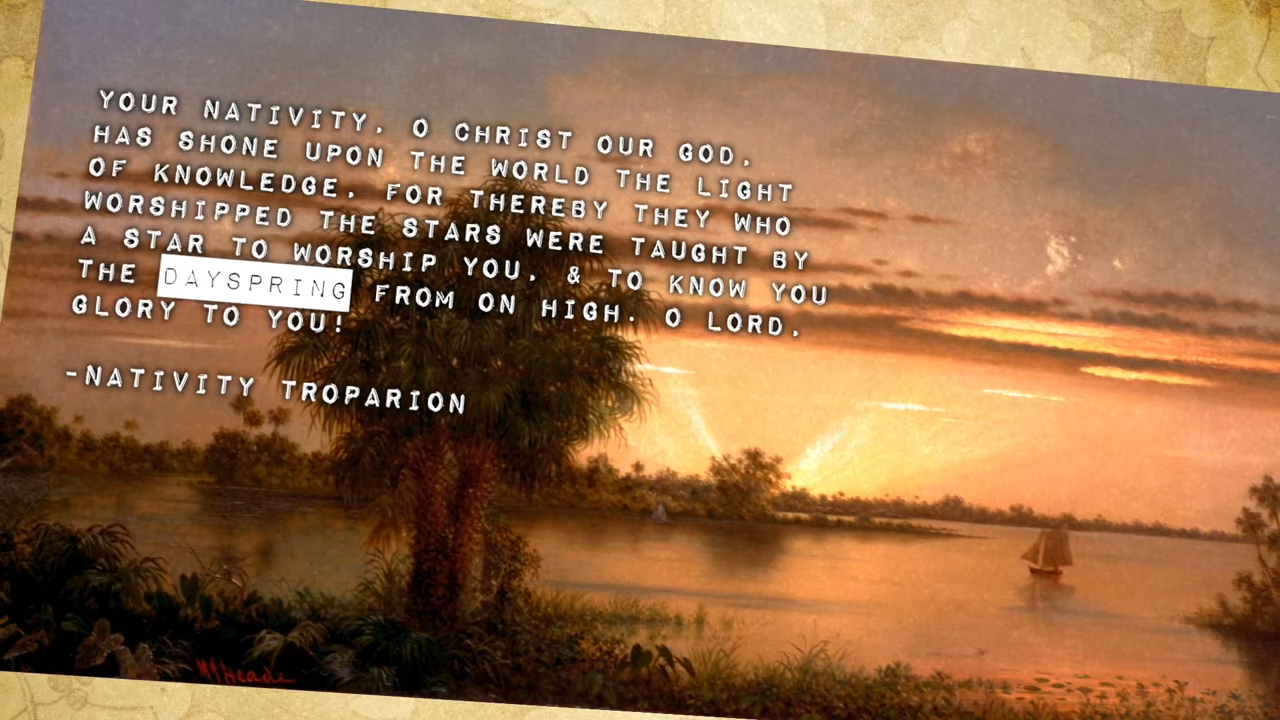 YOUR NATIVITY, O CHRIST OUR GOD,
HAS SHONE UPON THE WORLD THE LIGHT
OF KNOWLEDGE, FOR THEREBY THEY WHO
WORSHIPPED THE STARS WERE TAUGHT BY
A STAR TO WORSHIP YOU, & TO KNOW YOU
THE DAYSPRING FROM ON HIGH. O LORD,
GLORY TO YOU!
-NATIVITY TROPARION
M J Heade